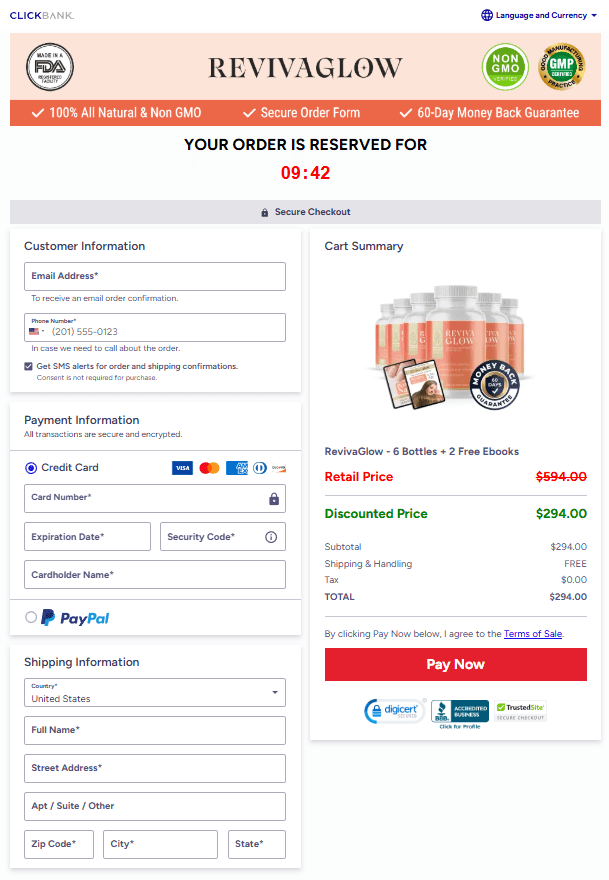 CLICKBANK.
Language and Currency
MADE IN A
FDA
REGISTERED
FACILITY
REVIVAGLOW
NON
GMO
VERIFIED
GOOD MANUFACTURING
GMP
CERTIFIED
PRACTICE
100% All Natural & Non GMO
Secure Order Form
60-Day Money Back Guarantee
YOUR ORDER IS RESERVED FOR
09:42
Secure Checkout
Customer Information
Email Address*
To receive an email order confirmation.
Phone Number*
(201) 555-0123
In case we need to call about the order.
Get SMS alerts for order and shipping confirmations.
Consent is not required for purchase.
Payment Information
All transactions are secure and encrypted.
Credit Card
VISA
AM EX
DISCOVER
Card Number*
Expiration Date*
Security Code*
Cardholder Name*
PayPal
Shipping Information
Country*
United States
Full Name*
Street Address*
Apt / Suite / Other
Zip Code*
City*
State*
Cart Summary
REVIVA
GLOW
MONEY BACK
60
DAYS
GUARANTEE
RevivaGlow - 6 Bottles + 2 Free Ebooks
Retail Price $594.00
Discounted Price $294.00
Subtotal $294.00
Shipping & Handling FREE
Tax $0.00
TOTAL $294.00
By clicking Pay Now below, I agree to the Terms of Sale.
Pay Now
digicert
SECURED
BBB.
ACCREDITED
BUSINESS
Click for Profile
TrustedSite
SECURE CHECKOUT